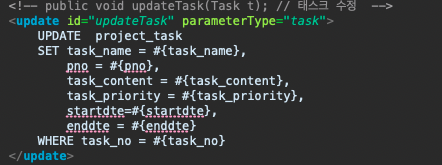 <!-- public void updateTask(Task t); // 태스크 수정  -->
<update id="updateTask" parameterType="task">
    UPDATE  project_task
    SET task_name = #{task_name},
        pno = #{pno},
        task_content = #{task_content},
        task_priority = #{task_priority},
        startdte=#{startdte},
        enddte = #{enddte}
    WHERE task_no = #{task_no}
</update>